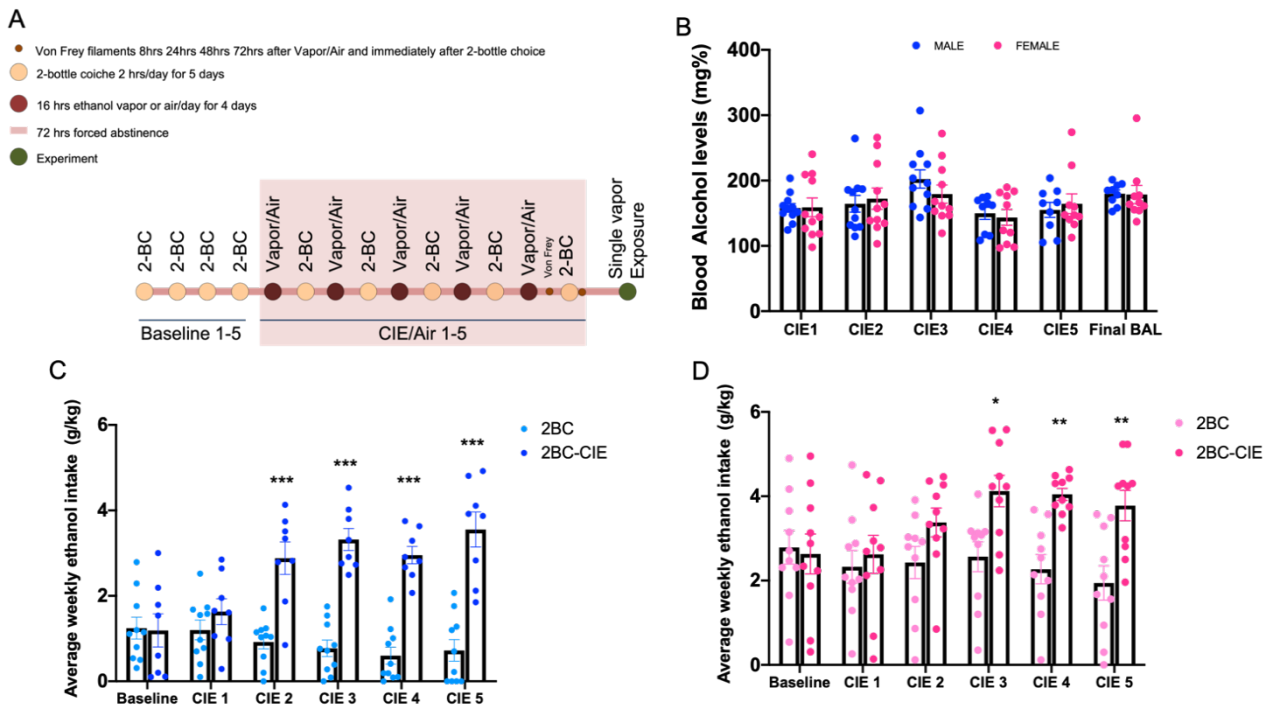 A
Von Frey filaments 8hrs 24hrs 48hrs 72hrs after Vapor/Air and immediately after 2-bottle choice
2-bottle coiche 2 hrs/day for 5 days
16 hrs ethanol vapor or air/day for 4 days
72 hrs forced abstinence
Experiment
2-BC
2-BC
2-BC
2-BC
Vapor/Air
2-BC
Vapor/Air
2-BC
Vapor/Air
2-BC
Vapor/Air
2-BC
Vapor/Air
Von Frey
2-BC
Single vapor
Exposure
Baseline 1-5
CIE/Air 1-5
B
MALE
FEMALE
Blood Alcohol levels (mg%)
400
300
200
100
0
CIE1
CIE2
CIE3
CIE4
CIE5
Final BAL
C
2BC
2BC-CIE
Average weekly ethanol intake (g/kg)
6
4
2
0
***
***
***
***
Baseline
CIE 1
CIE 2
CIE 3
CIE 4
CIE 5
D
2BC
2BC-CIE
Average weekly ethanol intake (g/kg)
6
4
2
0
*
**
**
Baseline
CIE 1
CIE 2
CIE 3
CIE 4
CIE 5